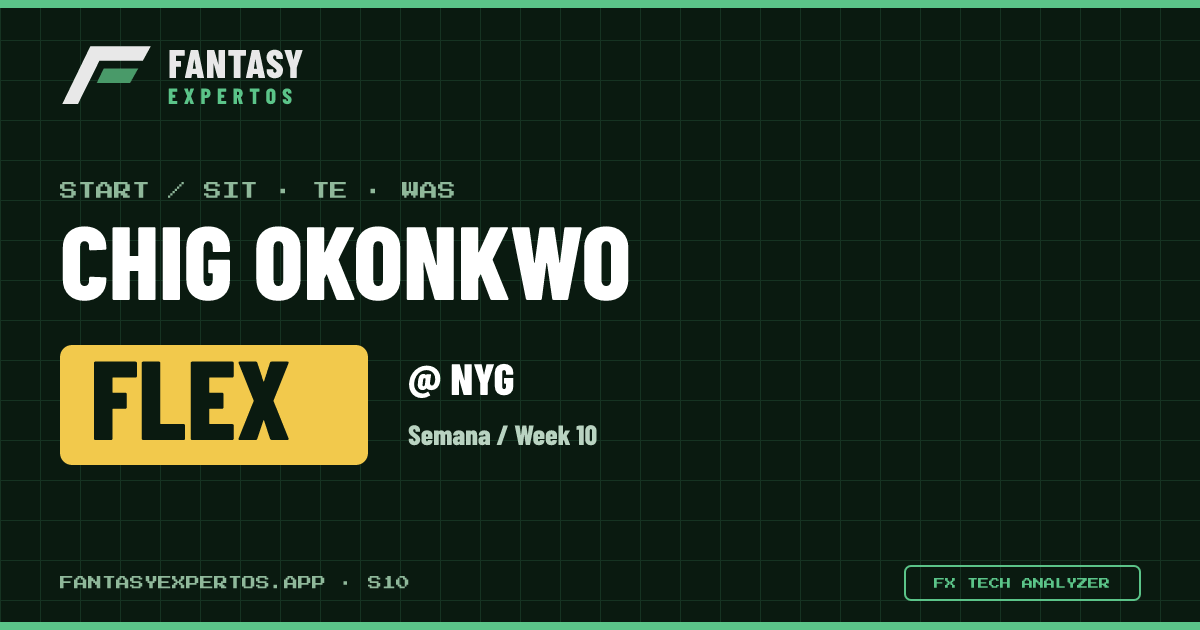 FANTASY
EXPERTOS
START / SIT · TE · WAS
CHIG OKONKWO
FLEX
@ NYG
Semana / Week 10
FANTASYEXPERTOS.APP · S10
FX TECH ANALYZER